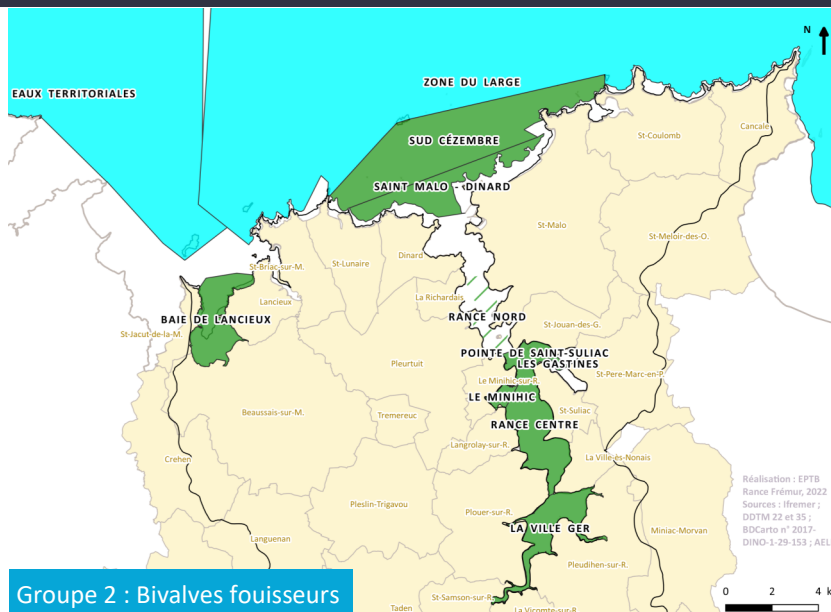 N
EAUX TERRITORIALES
ZONE DU LARGE
SUD CÉZEMBRE
SAINT MALO - DINARD
St-Coulomb
Cancale
St-Malo
St-Meloir-des-O.
St-Briac-sur-M.
St-Lunaire
Dinard
Lancieux
La Richardais
BAIE DE LANCIEUX
St-Jacut-de-la-M.
RANCE NORD
St-Jouan-des-G.
Pleurtuit
POINTE DE SAINT-SULIAC
LES GASTINES
St-Pere-Marc-en-P.
Le Minihic-sur-R.
LE MINIHIC
St-Suliac
Beaussais-sur-M.
Tremereuc
RANCE CENTRE
Langrolay-sur-R.
La Ville-ès-Nonais
Crehen
Pleslin-Trigavou
Plouer-sur-R.
LA VILLE GER
Miniac-Morvan
Languenan
Pleudihen-sur-R.
St-Samson-sur-R.
Taden
La Vicomte-sur-R.
Réalisation : EPTB
Rance Frémur, 2022
Sources : Ifremer ;
DDTM 22 et 35 ;
BDCarto n° 2017-
DINO-1-29-153 ; AEL
0 2 4 k
Groupe 2 : Bivalves fouisseurs